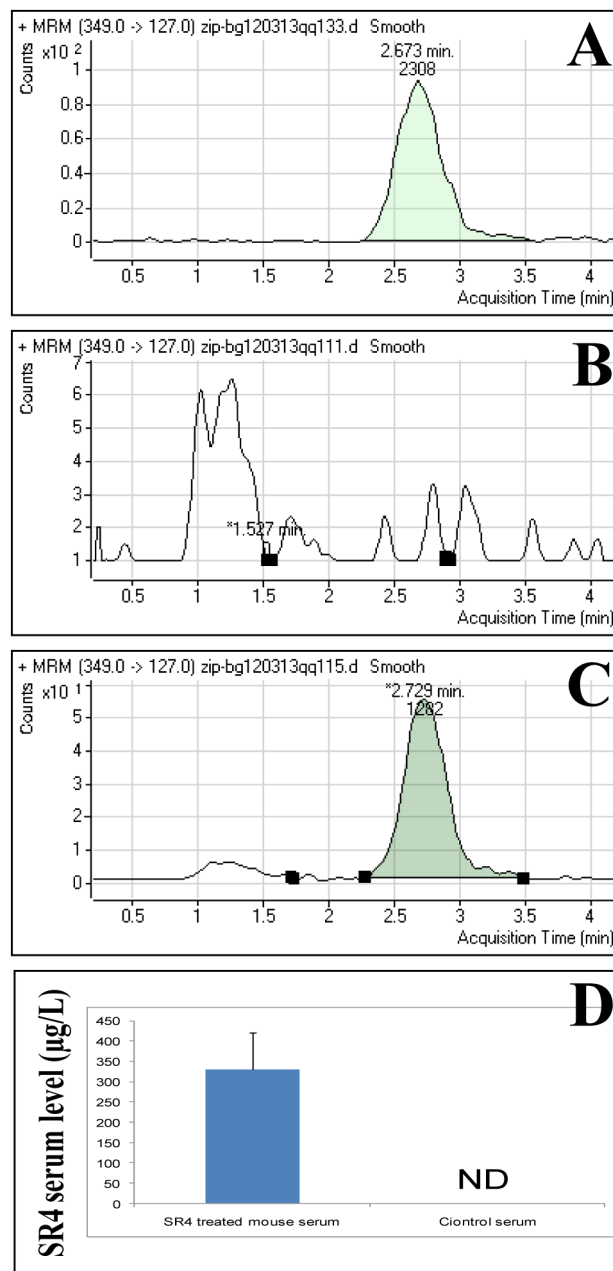 + MRM (349.0 -> 127.0) zip-bg120313qq133.d Smooth
A
Counts
x10 2
2.673 min.
2308
1
0.8
0.6
0.4
0.2
0
0.5 1 1.5 2 2.5 3 3.5 4
Acquisition Time (min)
+ MRM (349.0 -> 127.0) zip-bg120313qq111.d Smooth
B
Counts
7
6
5
4
3
2
1
*1.527 min.
0.5 1 1.5 2 2.5 3 3.5 4
Acquisition Time (min)
+ MRM (349.0 -> 127.0) zip-bg120313qq115.d Smooth
C
Counts
x10 1
*2.729 min.
1282
5
4
3
2
1
0
0.5 1 1.5 2 2.5 3 3.5 4
Acquisition Time (min)
D
SR4 serum level (µg/L)
450
400
350
300
250
200
150
100
50
0
ND
SR4 treated mouse serum Ciontrol serum